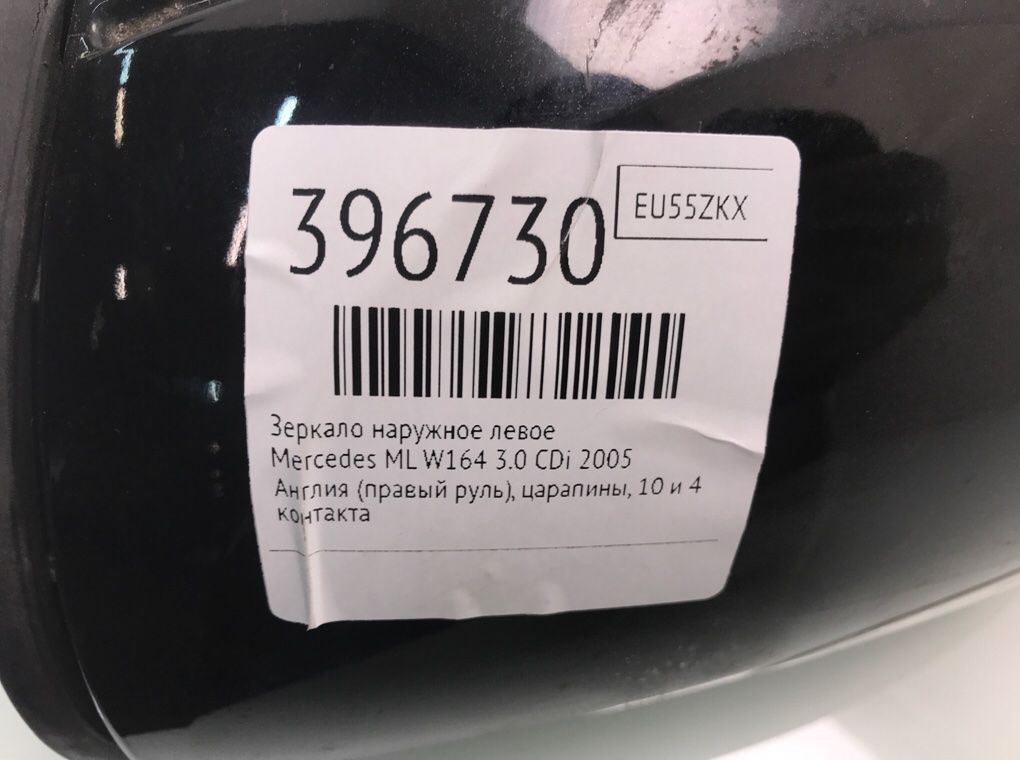 396730
EU55ZKX
Зеркало наружное левое
Mercedes ML W164 3.0 CDi 2005
Англия (правый руль), царапины, 10 и 4
контакта